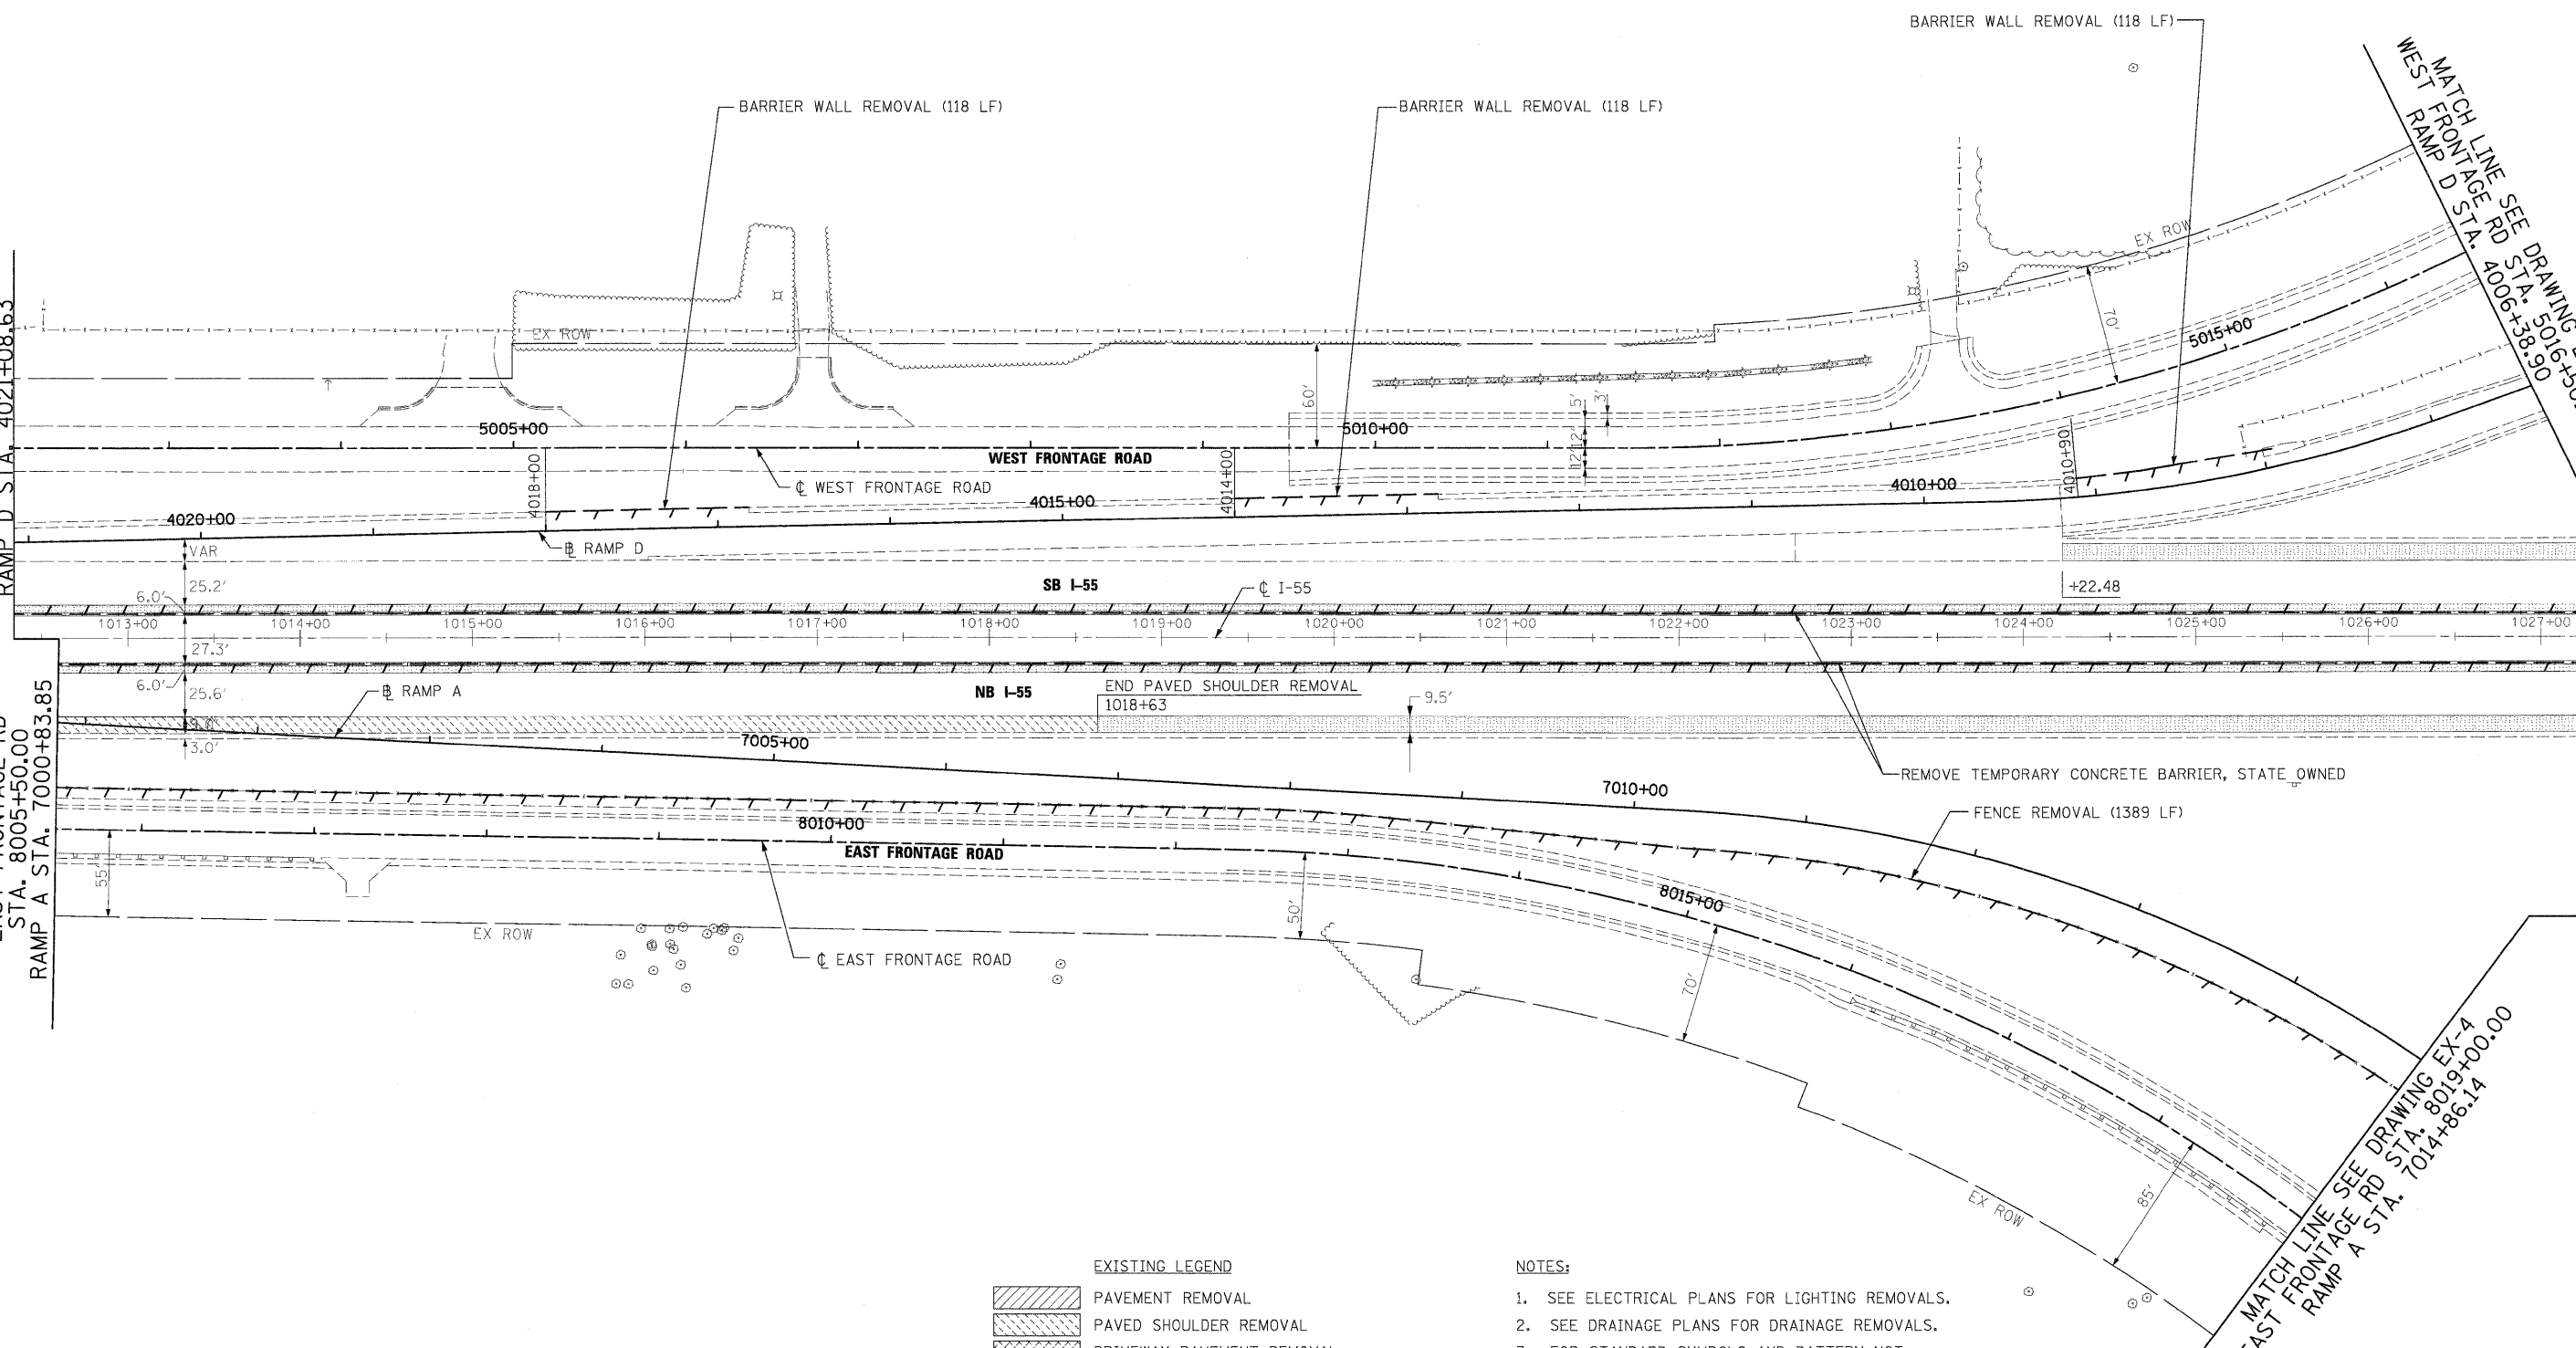 BARRIER WALL REMOVAL (118 LF)
BARRIER WALL REMOVAL (118 LF)
BARRIER WALL REMOVAL (118 LF)
MATCH LINE SEE DRAWING
WEST FRONTAGE RD STA. 5016+50.
RAMP D STA. 4006+38.90
RAMP D STA. 4021+08.63
EX ROW
EX ROW
70'
5015+00
60'
5'
3'
12'
12'
5005+00
5010+00
WEST FRONTAGE ROAD
℄ WEST FRONTAGE ROAD
4018+00
4014+00
4010+90
4020+00
4015+00
4010+00
VAR
B RAMP D
25.2'
SB I-55
℄ I-55
+22.48
6.0'
1013+00
1014+00
1015+00
1016+00
1017+00
1018+00
1019+00
1020+00
1021+00
1022+00
1023+00
1024+00
1025+00
1026+00
1027+00
27.3'
6.0'
25.6'
B RAMP A
NB I-55
END PAVED SHOULDER REMOVAL
1018+63
9.5'
3.0'
STA. 8005+50.00
RAMP A STA. 7000+83.85
7005+00
7010+00
REMOVE TEMPORARY CONCRETE BARRIER, STATE OWNED
FENCE REMOVAL (1389 LF)
8010+00
EAST FRONTAGE ROAD
8015+00
55'
50'
EX ROW
℄ EAST FRONTAGE ROAD
70'
85'
EX ROW
MATCH LINE SEE DRAWING EX-4
EAST FRONTAGE RD STA. 8019+00.00
RAMP A STA. 7014+86.14
EXISTING LEGEND
PAVEMENT REMOVAL
PAVED SHOULDER REMOVAL
NOTES:
1. SEE ELECTRICAL PLANS FOR LIGHTING REMOVALS.
2. SEE DRAINAGE PLANS FOR DRAINAGE REMOVALS.